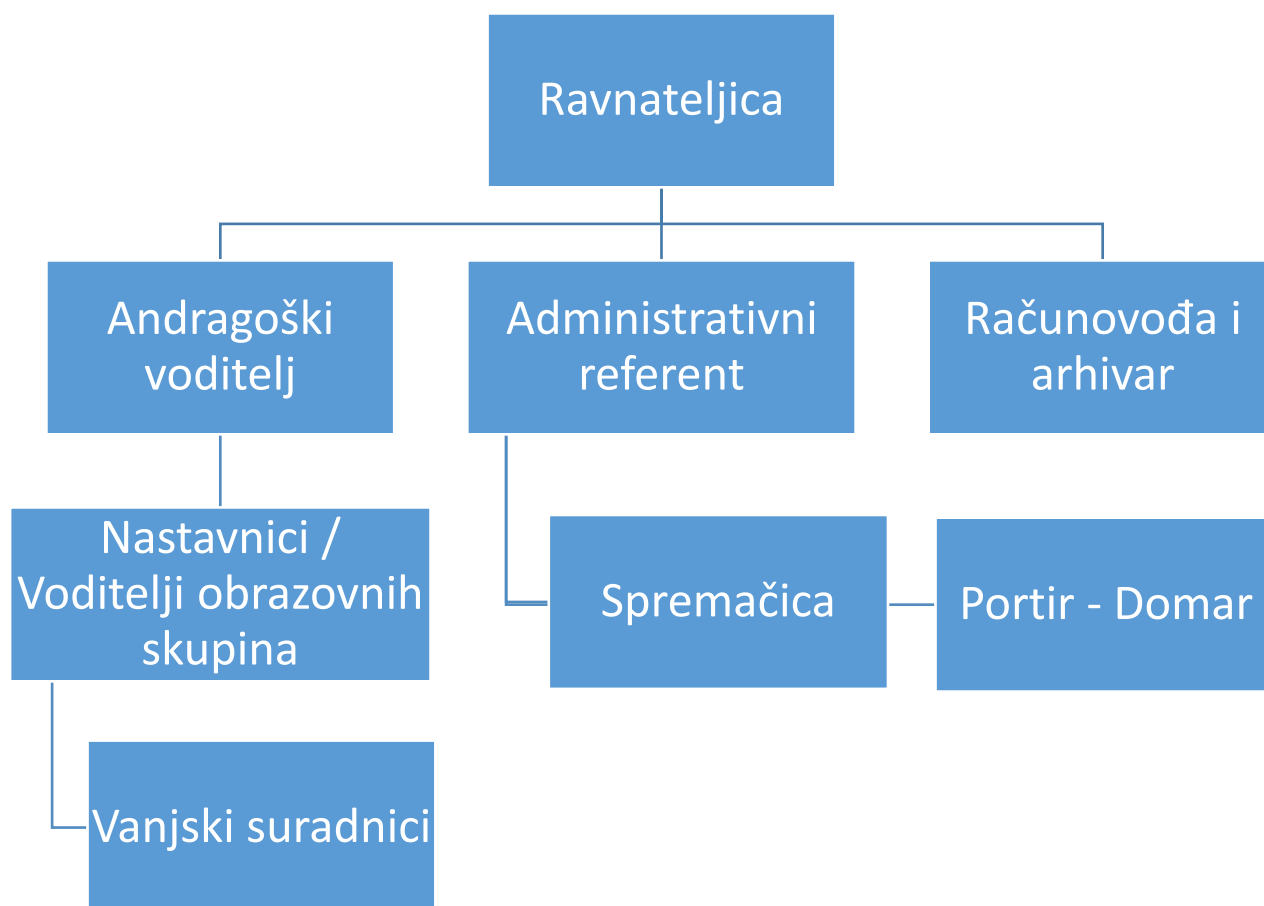 Ravnateljica
Andragoški
voditelj
Administrativni
referent
Računovođa i
arhivar
Nastavnici /
Voditelji obrazovnih
skupina
Spremačica
Portir - Domar
Vanjski suradnici